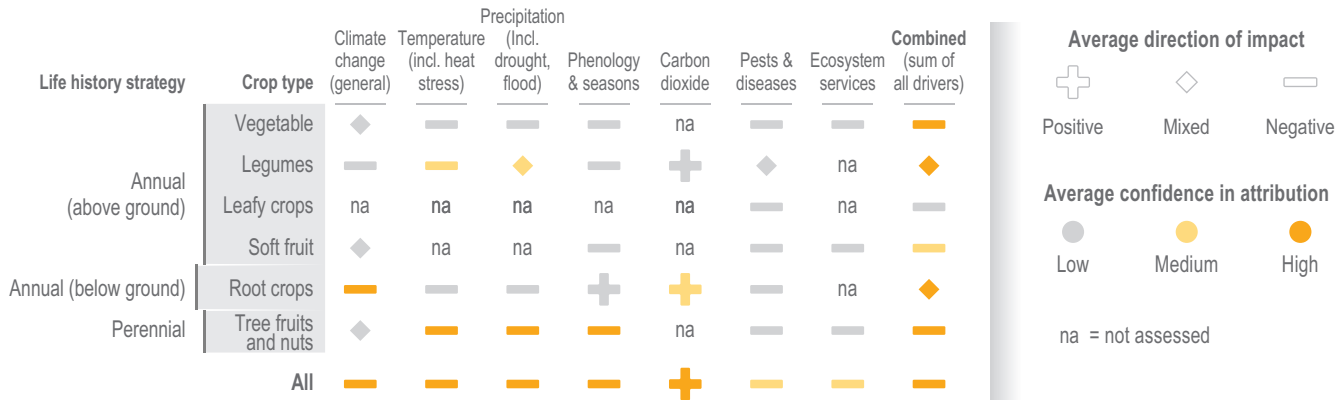 Life history strategy
Crop type
Climate
change
(general)
Temperature
(incl. heat
stress)
Precipitation
(Incl.
drought,
flood)
Phenology
& seasons
Carbon
dioxide
Pests &
diseases
Ecosystem
services
Combined
(sum of
all drivers)
Annual
(above ground)
Vegetable
na
Legumes
na
Leafy crops
na na na na na na
Soft fruit
na na na
Annual (below ground)
Root crops
na
Perennial
Tree fruits
and nuts
na
All
Average direction of impact
Positive Mixed Negative
Average confidence in attribution
Low Medium High
na = not assessed